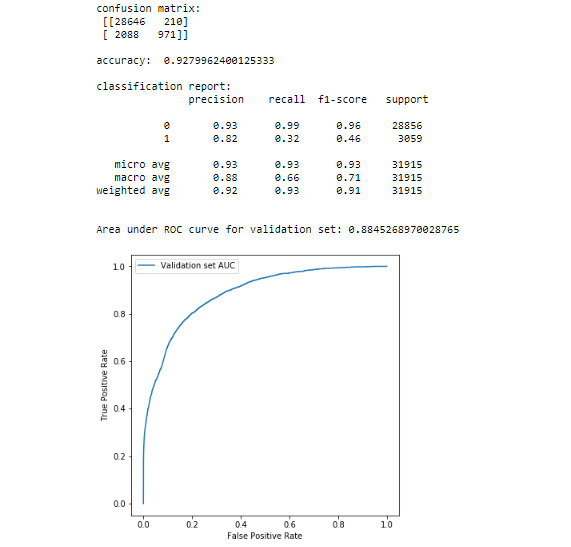 confusion matrix:
[[28646 210]
[ 2088 971]]
accuracy: 0.9279962400125333
classification report:
precision recall f1-score support
0 0.93 0.99 0.96 28856
1 0.82 0.32 0.46 3059
micro avg 0.93 0.93 0.93 31915
macro avg 0.88 0.66 0.71 31915
weighted avg 0.92 0.93 0.91 31915
Area under ROC curve for validation set: 0.8845268970028765
Validation set AUC
1.0
0.8
0.6
0.4
0.2
0.0
True Positive Rate
0.0 0.2 0.4 0.6 0.8 1.0
False Positive Rate